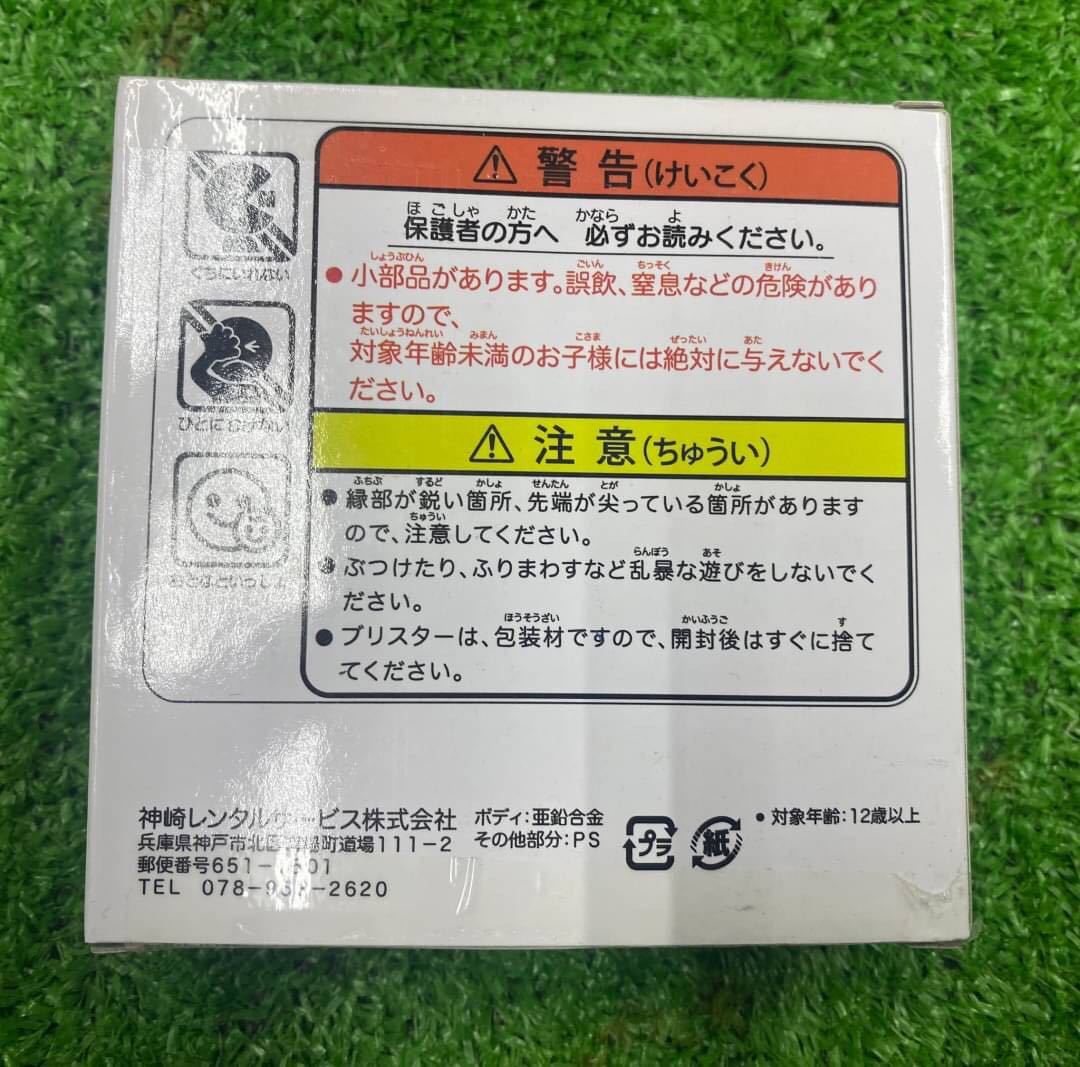 警告(けいこく)
ほごしゃ かた かなら よ
保護者の方へ 必ずお読みください。
しょうぶひん ごいん ちっそく きけん
●小部品があります。誤飲、窒息などの危険があり
ますので、
たいしょうねんれい みまん こさま ぜったい あた
対象年齢未満のお子様には絶対に与えないでく
ださい。
注意(ちゅうい)
ふちぶ するど かしょ せんたん とが かしょ
●縁部が鋭い箇所、先端が尖っている箇所があります
ちゅうい
ので、注意してください。
らんぼう あそ
●ぶつけたり、ふりまわすなど乱暴な遊びをしないでく
ださい。
ほうそうざい かいふうご す
●ブリスターは、包装材ですので、開封後はすぐに捨て
てください。
くちにいれない
ひとにむけない
神崎レンタルサービス株式会社
兵庫県神戸市北区 町道場111-2
郵便番号651- 501
TEL 078-95 -2620
ボディ:亜鉛合金
その他部分:PS
プラ
紙
●対象年齢:12歳以上